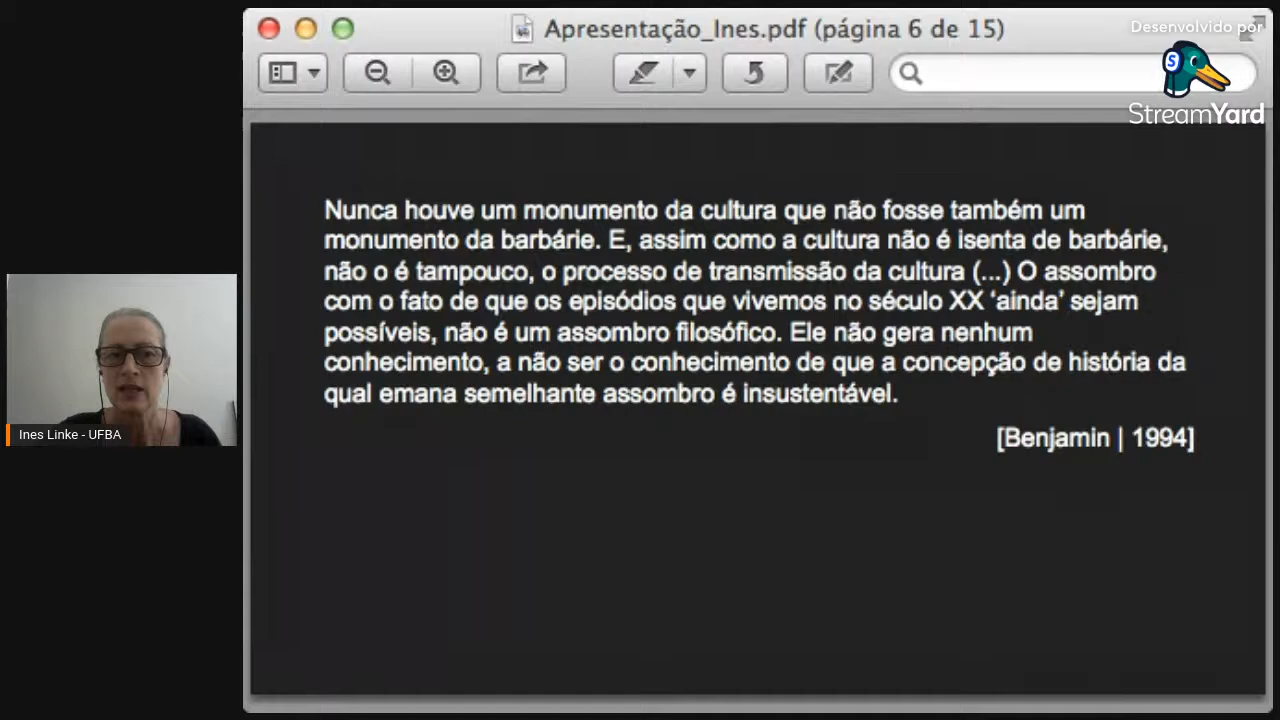 Apresentação_Ines.pdf (página 6 de 15)
Desenvolvido por
S
StreamYard
Nunca houve um monumento da cultura que não fosse também um
monumento da barbárie. E, assim como a cultura não é isenta de barbárie,
não o é tampouco, o processo de transmissão da cultura (...) O assombro
com o fato de que os episódios que vivemos no século XX ‘ainda’ sejam
possíveis, não é um assombro filosófico. Ele não gera nenhum
conhecimento, a não ser o conhecimento de que a concepção de história da
qual emana semelhante assombro é insustentável.
[Benjamin | 1994]
Ines Linke - UFBA